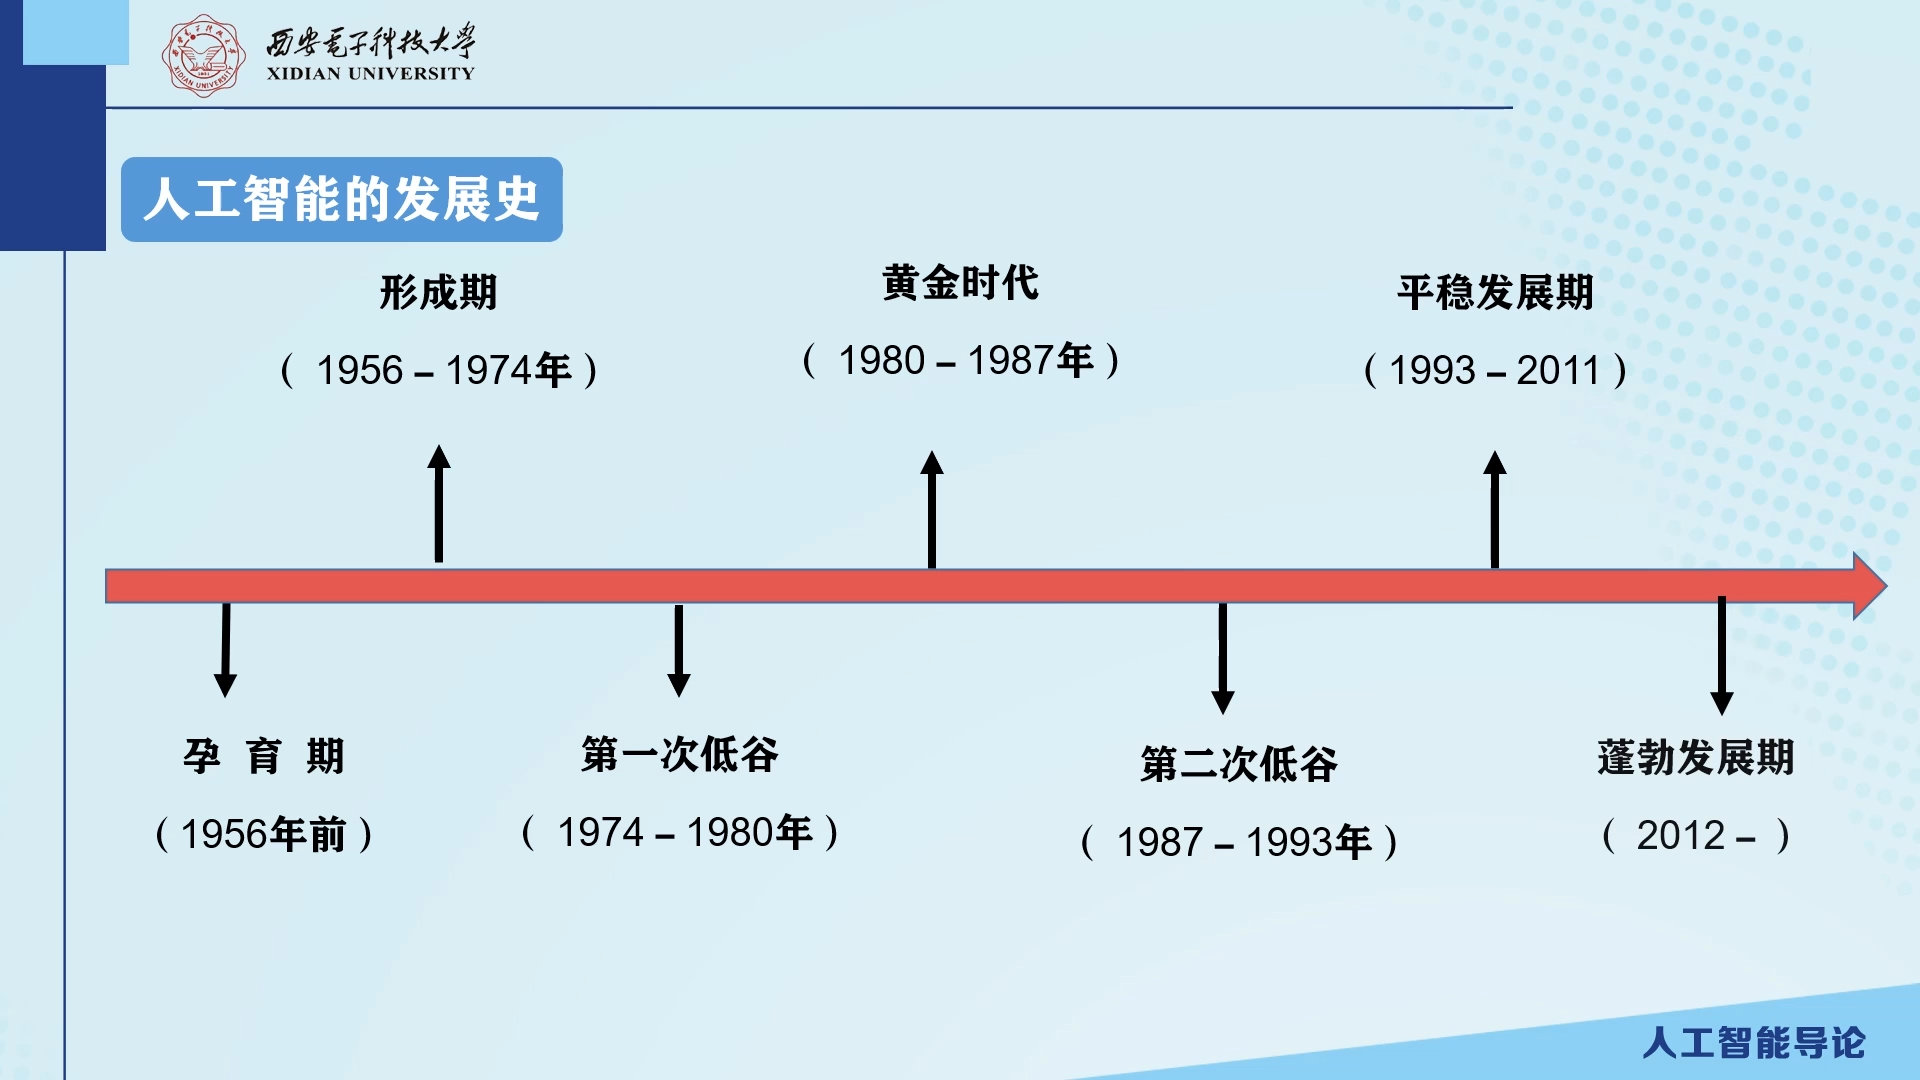 西安电子科技大学
XIDIAN UNIVERSITY
人工智能的发展史
形成期
（ 1956 – 1974年）
黄金时代
（ 1980 – 1987年）
平稳发展期
（1993 – 2011）
孕 育 期
（1956年前）
第一次低谷
（ 1974 – 1980年）
第二次低谷
（ 1987 – 1993年）
蓬勃发展期
（ 2012 – ）
人工智能导论